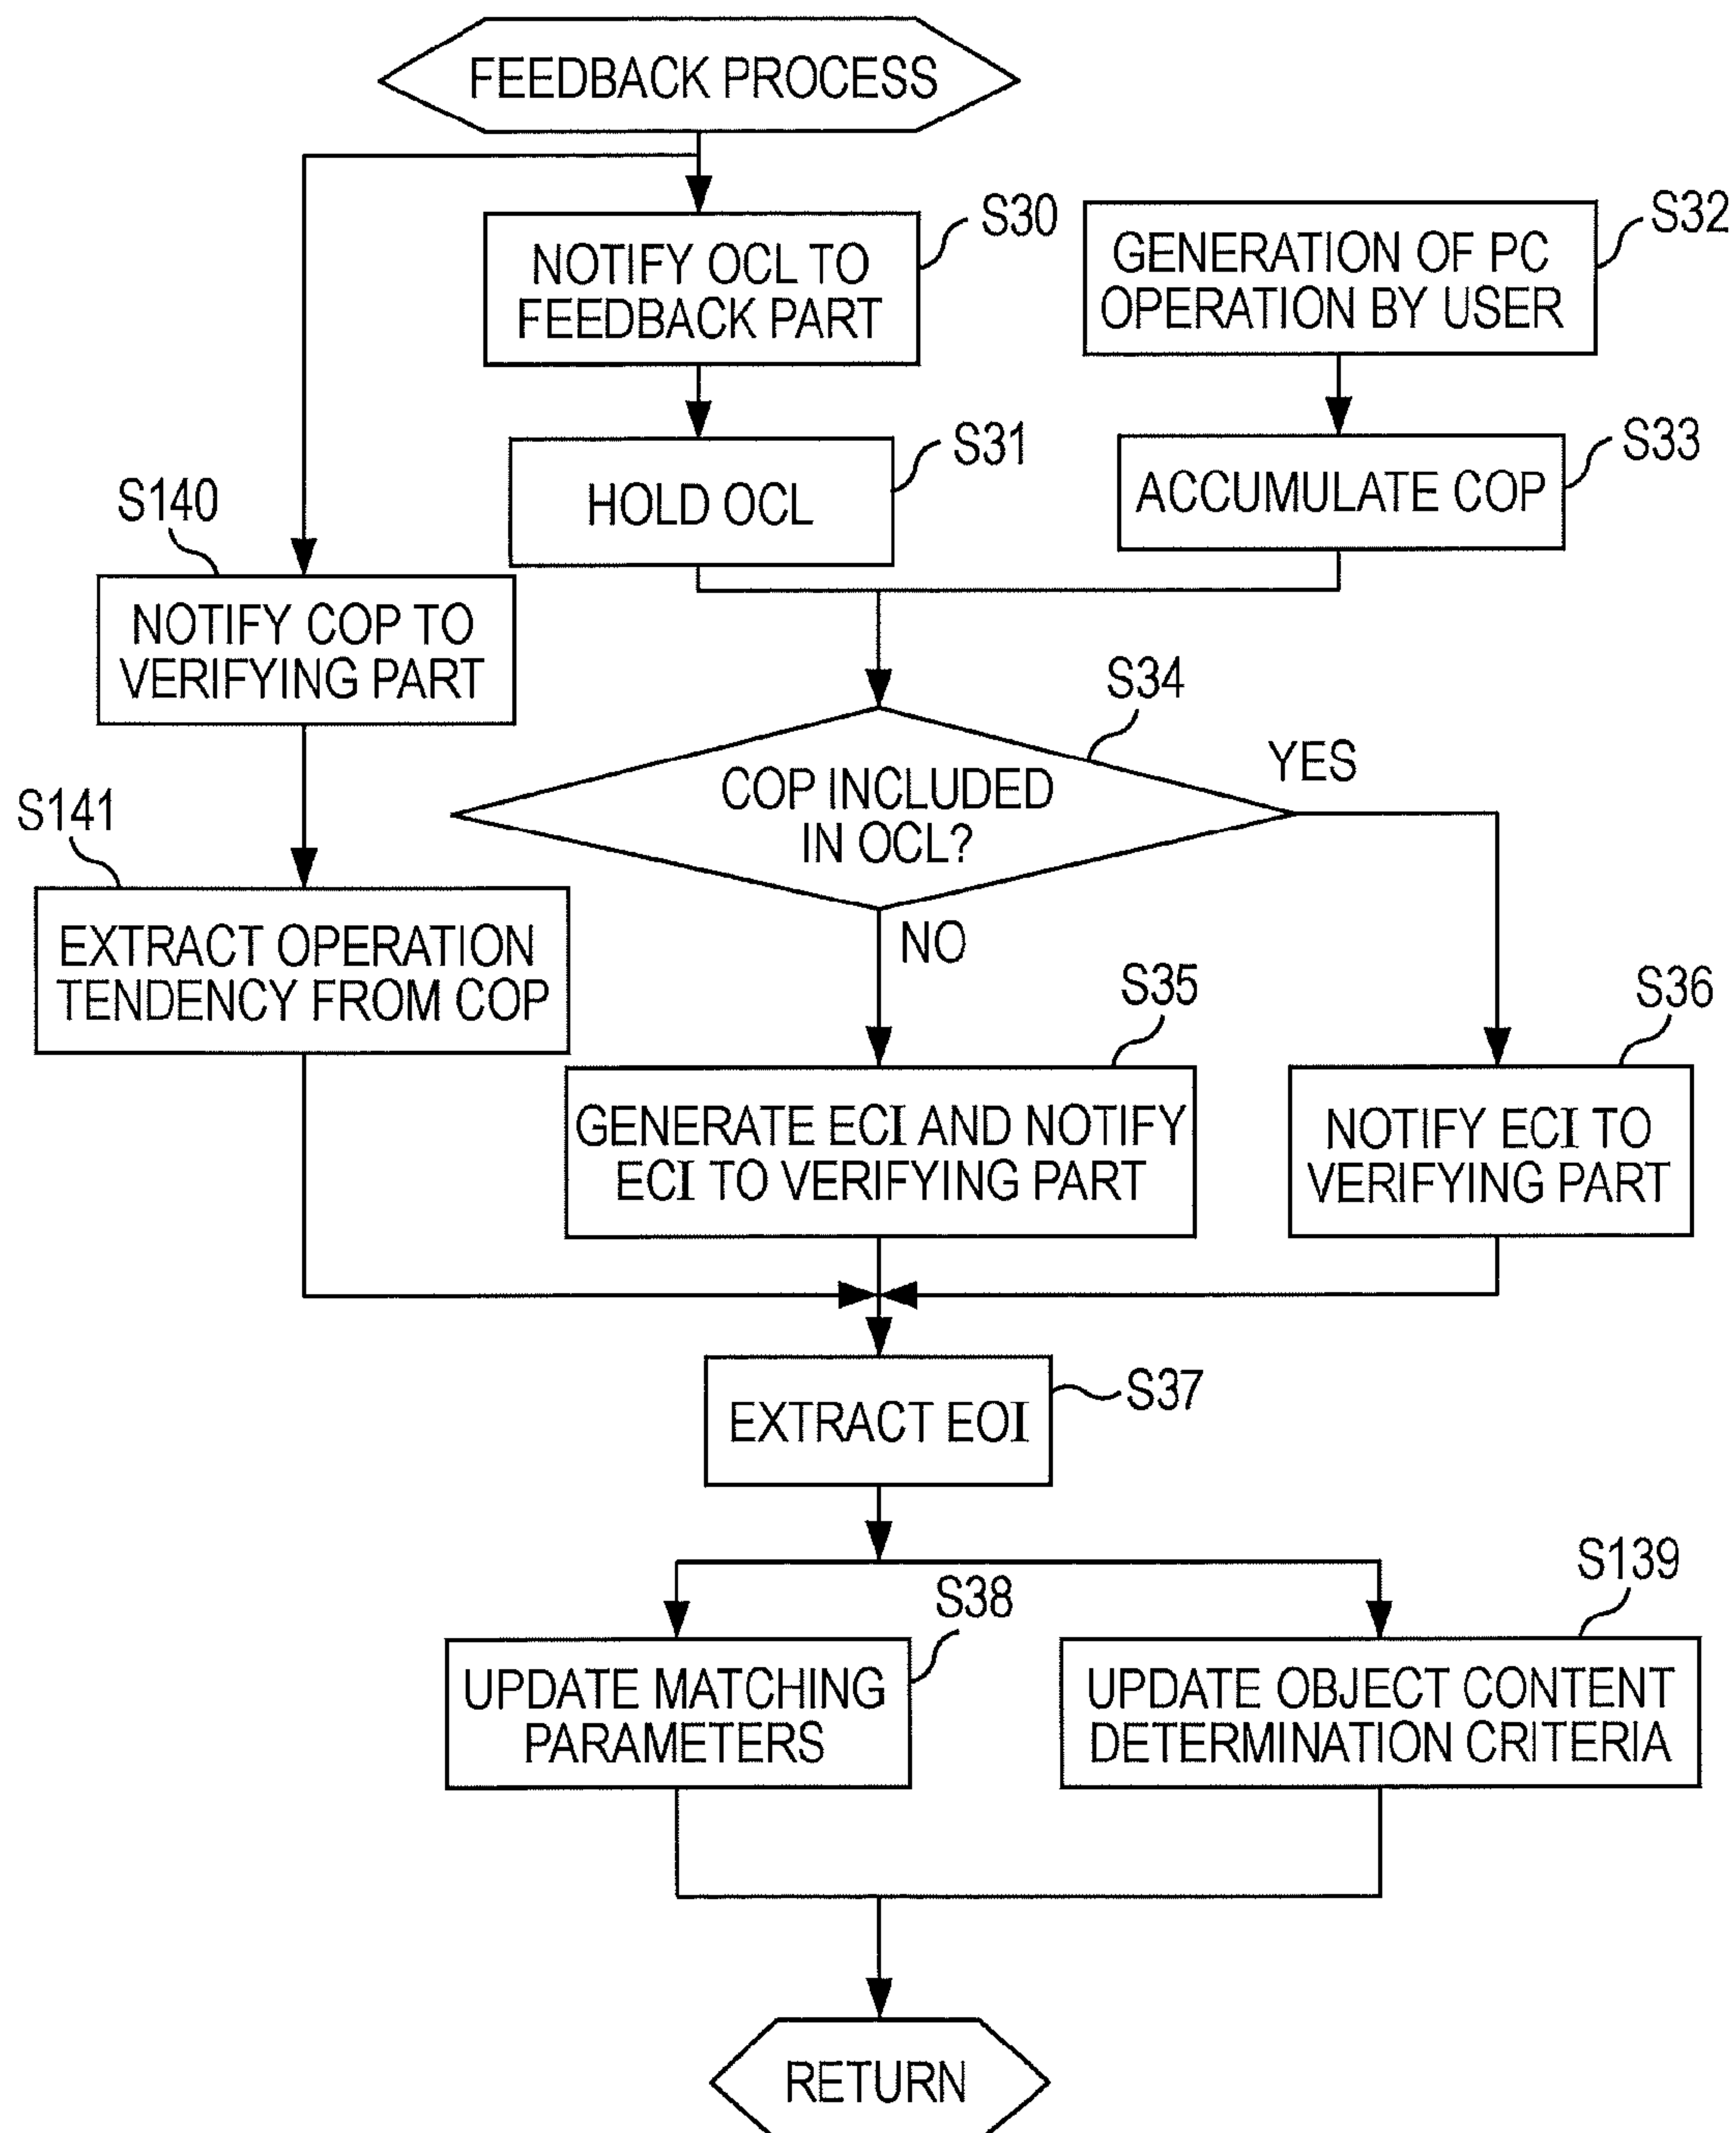 FEEDBACK PROCESS
S30
NOTIFY OCL TO
FEEDBACK PART
S32
GENERATION OF PC
OPERATION BY USER
S31
HOLD OCL
S33
ACCUMULATE COP
S140
NOTIFY COP TO
VERIFYING PART
S34
COP INCLUDED
IN OCL?
YES
NO
S141
EXTRACT OPERATION
TENDENCY FROM COP
S35
GENERATE ECI AND NOTIFY
ECI TO VERIFYING PART
S36
NOTIFY ECI TO
VERIFYING PART
S37
EXTRACT EOI
S38
UPDATE MATCHING
PARAMETERS
S139
UPDATE OBJECT CONTENT
DETERMINATION CRITERIA
RETURN